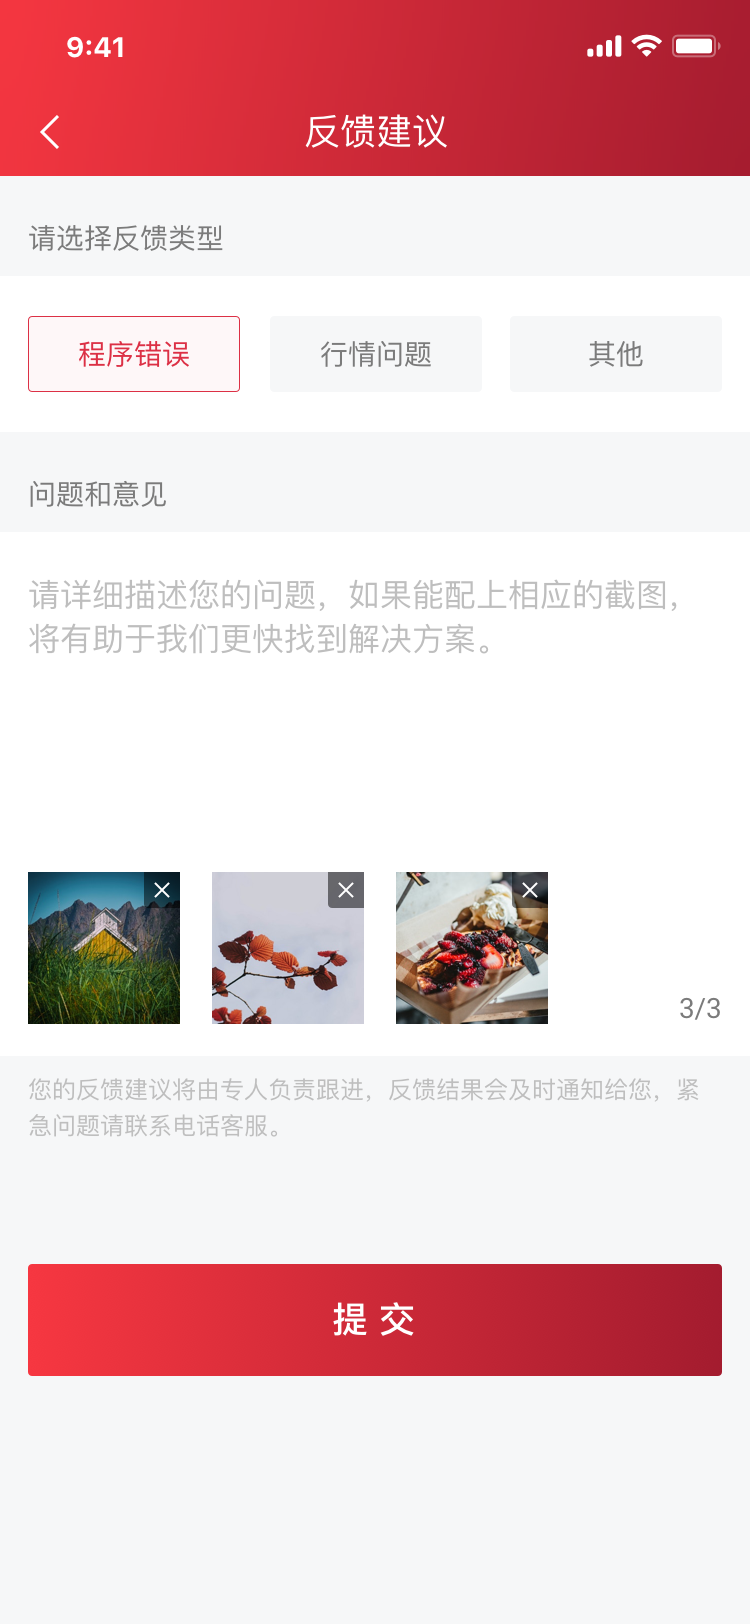 9:41
反馈建议
请选择反馈类型
程序错误
行情问题
其他
问题和意见
请详细描述您的问题，如果能配上相应的截图，
将有助于我们更快找到解决方案。
3/3
您的反馈建议将由专人负责跟进，反馈结果会及时通知给您，紧
急问题请联系电话客服。
提 交